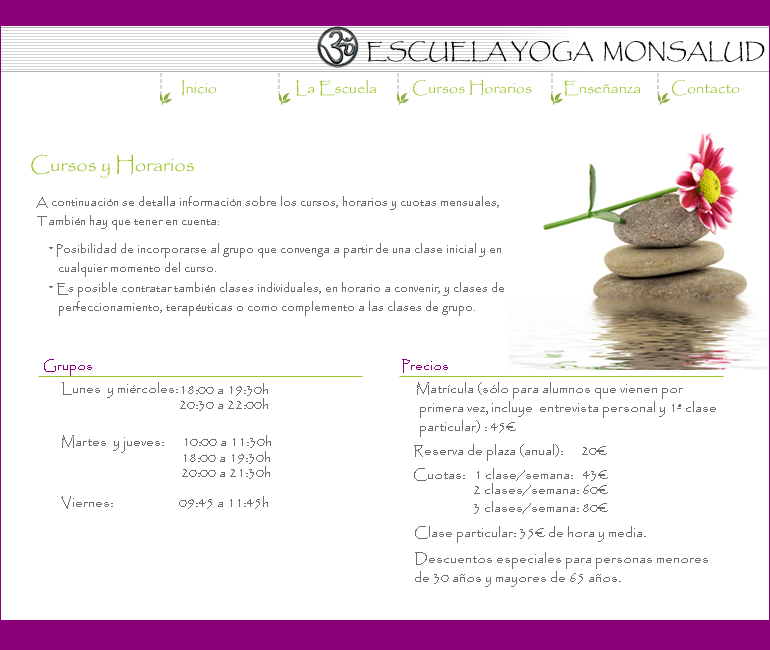 ESCUELA YOGA MONSALUD
Inicio
La Escuela
Cursos Horarios
Enseñanza
Contacto
Cursos y Horarios
A continuación se detalla información sobre los cursos, horarios y cuotas mensuales,
También hay que tener en cuenta:
* Posibilidad de incorporarse al grupo que convenga a partir de una clase inicial y en
cualquier momento del curso.
* Es posible contratar también clases individuales, en horario a convenir, y clases de
perfeccionamiento, terapéuticas o como complemento a las clases de grupo.
Grupos
Lunes y miércoles: 18:00 a 19:30h
20:30 a 22:00h
Martes y jueves: 10:00 a 11:30h
18:00 a 19:30h
20:00 a 21:30h
Viernes: 09:45 a 11:45h
Precios
Matrícula (sólo para alumnos que vienen por
primera vez, incluye entrevista personal y 1ª clase
particular) : 45€
Reserva de plaza (anual): 20€
Cuotas: 1 clase/semana: 43€
2 clases/semana: 60€
3 clases/semana: 80€
Clase particular: 35€ de hora y media.
Descuentos especiales para personas menores
de 30 años y mayores de 65 años.